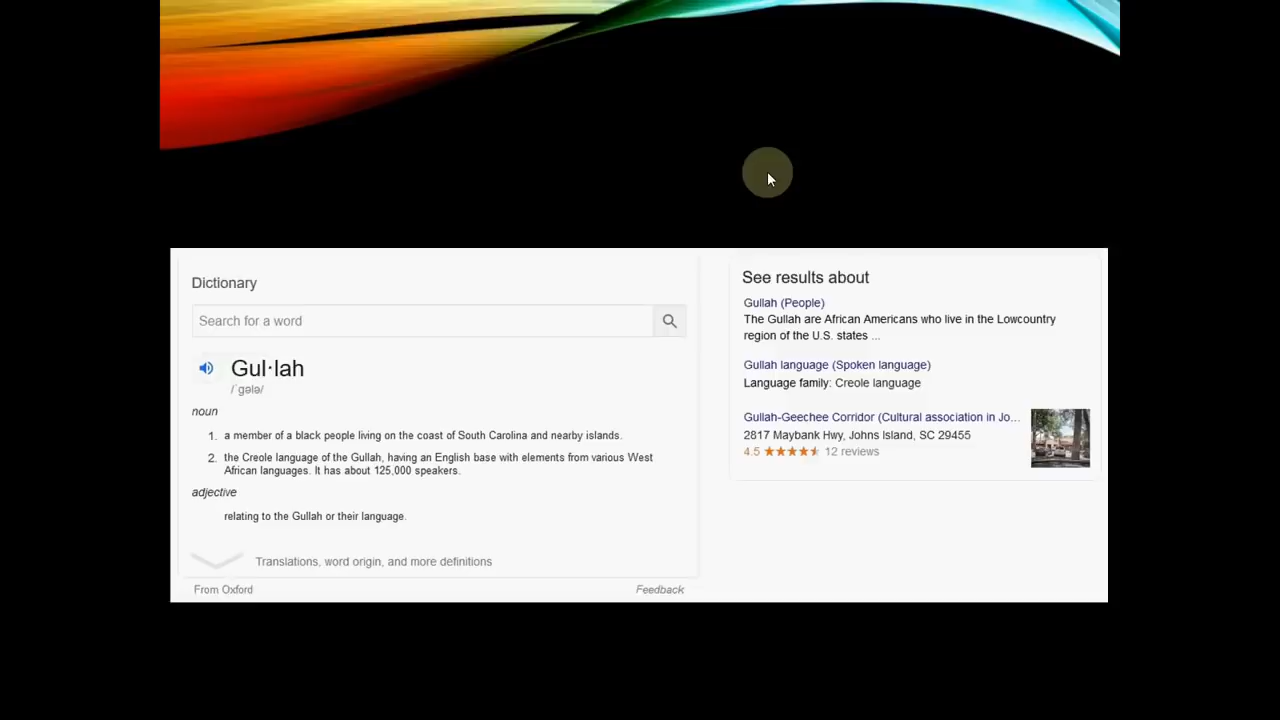 Dictionary
Search for a word
Gul·lah
/ˈgələ/
noun
1. a member of a black people living on the coast of South Carolina and nearby islands.
2. the Creole language of the Gullah, having an English base with elements from various West
African languages. It has about 125,000 speakers.
adjective
relating to the Gullah or their language.
Translations, word origin, and more definitions
From Oxford
Feedback
See results about
Gullah (People)
The Gullah are African Americans who live in the Lowcountry
region of the U.S. states ...
Gullah language (Spoken language)
Language family: Creole language
Gullah-Geechee Corridor (Cultural association in Jo...
2817 Maybank Hwy, Johns Island, SC 29455
4.5 ★★★★★ 12 reviews